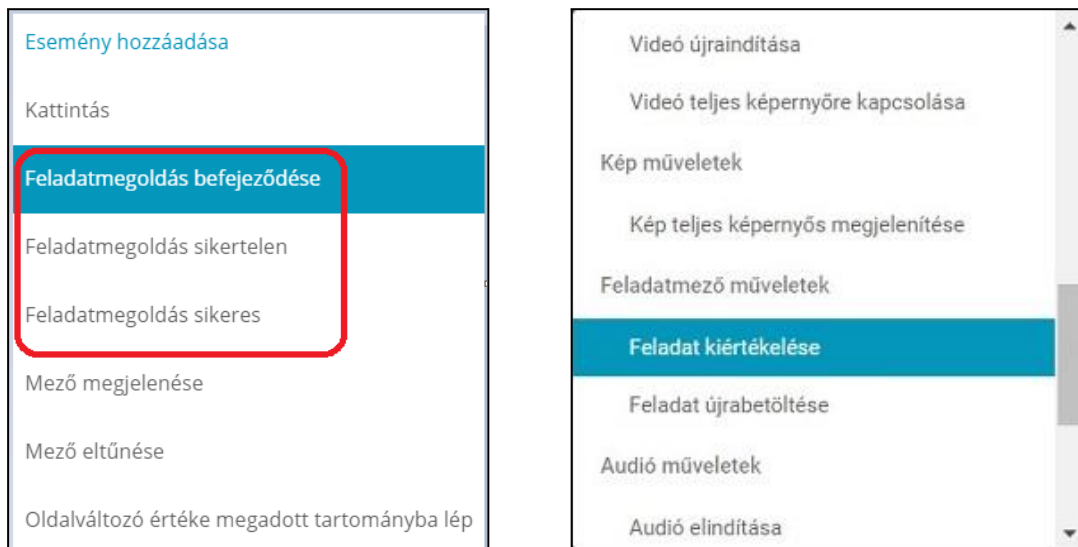 Esemény hozzáadása
Kattintás
Feladatmegoldás befejeződése
Feladatmegoldás sikertelen
Feladatmegoldás sikeres
Mező megjelenése
Mező eltűnése
Oldalváltozó értéke megadott tartományba lép
Videó újraindítása
Videó teljes képernyőre kapcsolása
Kép műveletek
Kép teljes képernyős megjelenítése
Feladatmező műveletek
Feladat kiértékelése
Feladat újrabetöltése
Audió műveletek
Audió elindítása